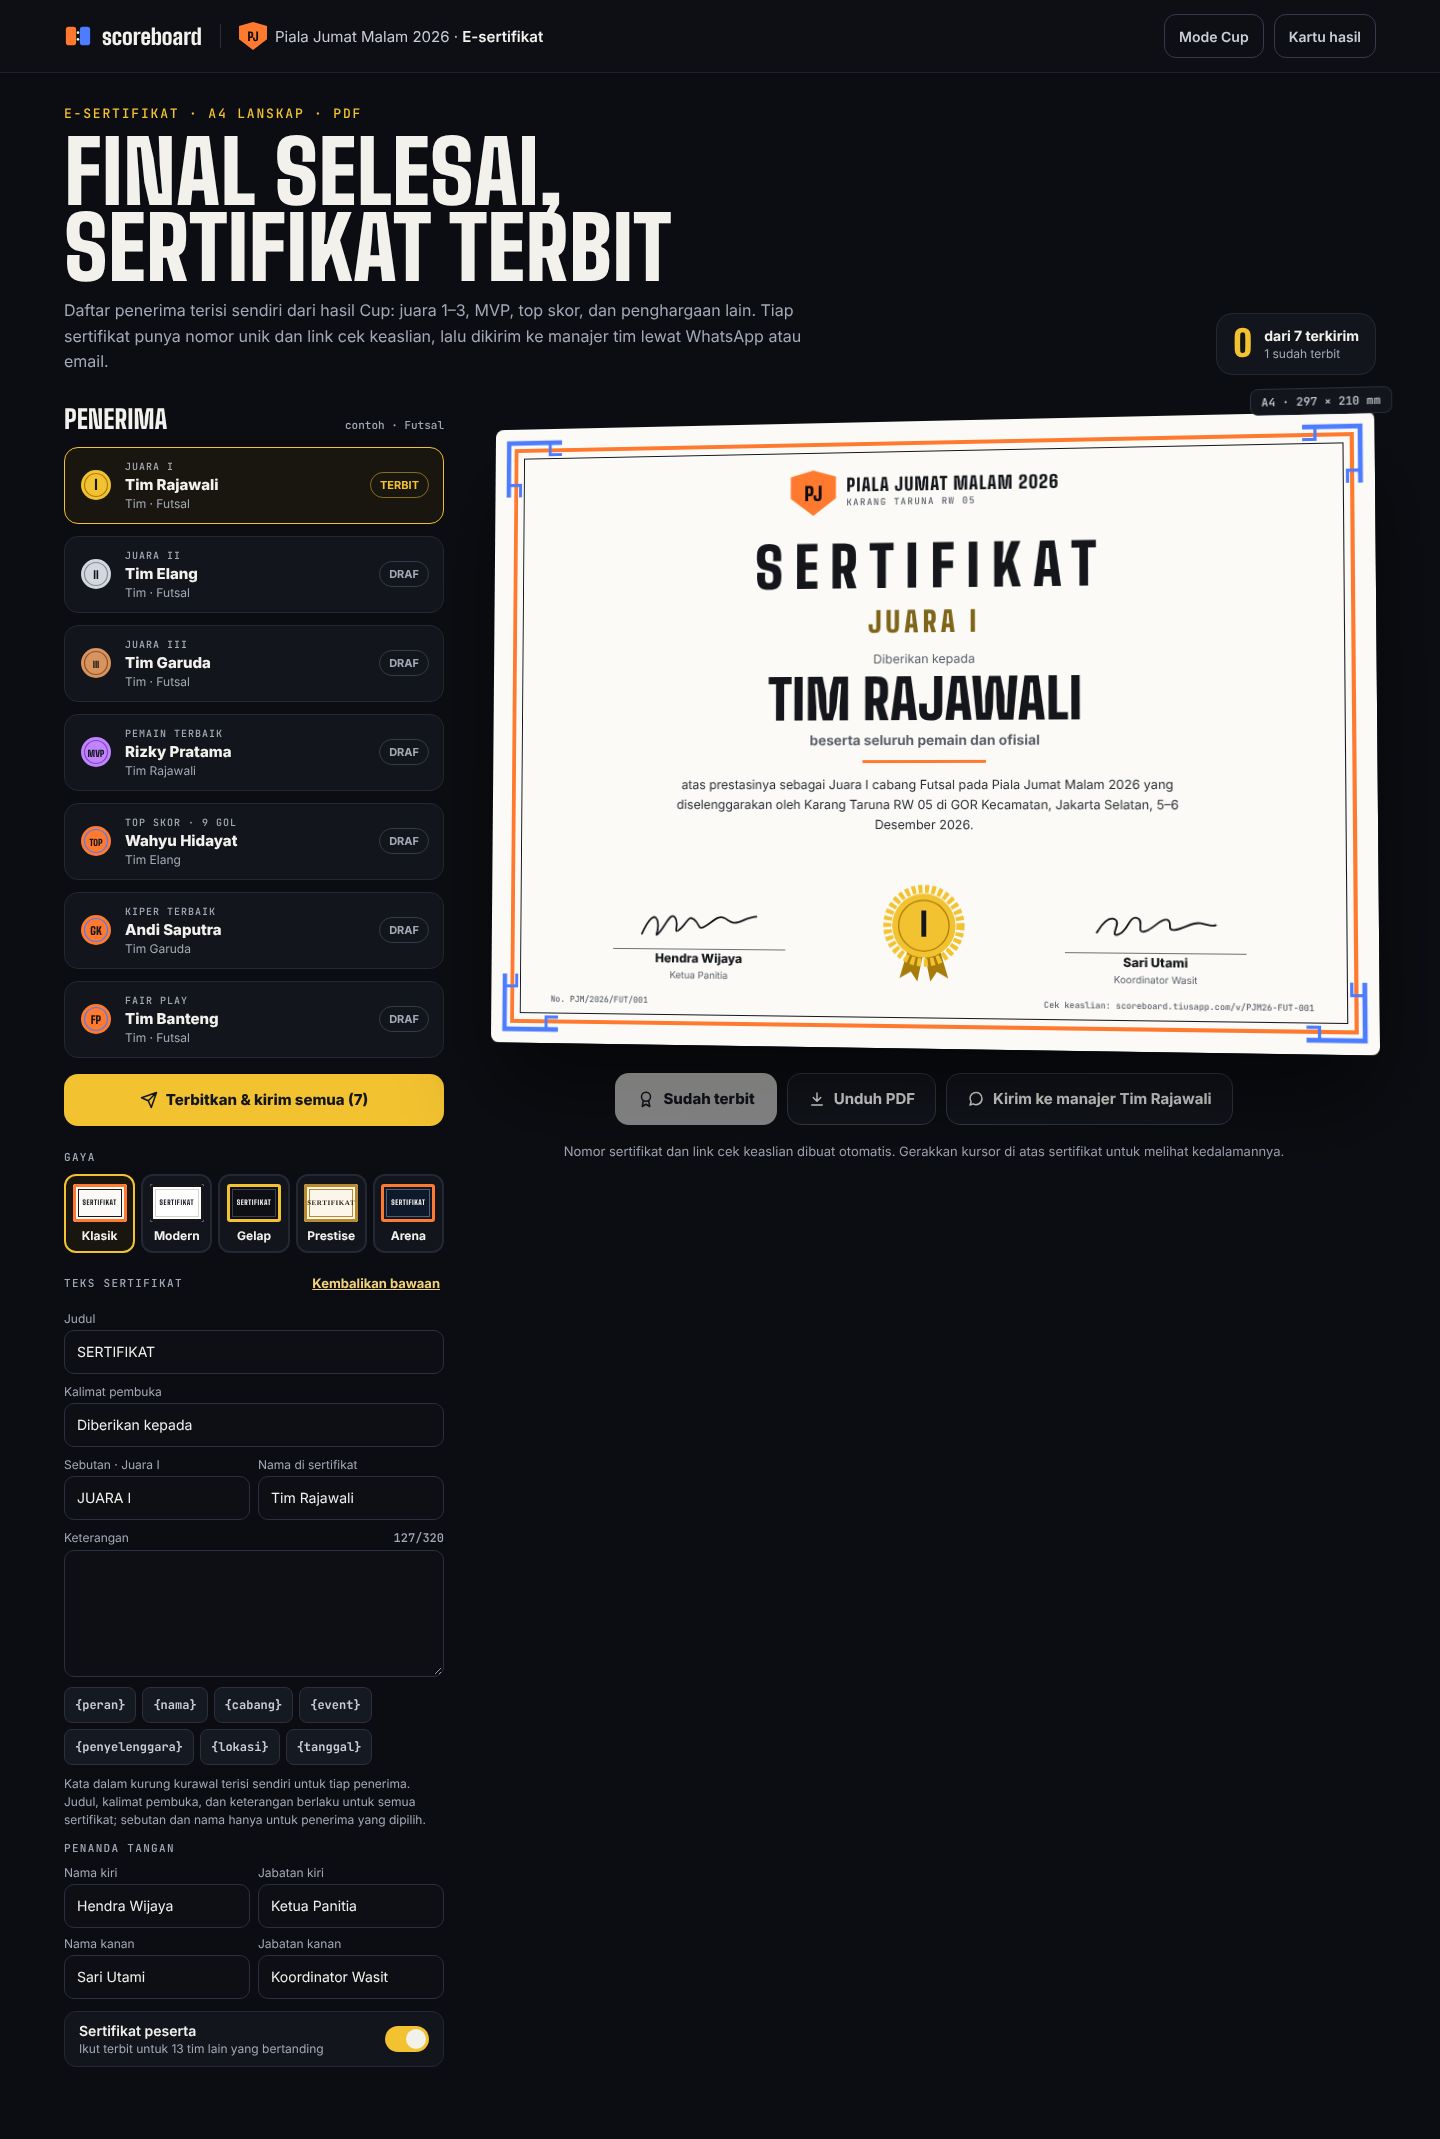 scoreboard
PJ
Piala Jumat Malam 2026 · E-sertifikat
Mode Cup
Kartu hasil
E-SERTIFIKAT · A4 LANSKAP · PDF
FINAL SELESAI,
SERTIFIKAT TERBIT
Daftar penerima terisi sendiri dari hasil Cup: juara 1–3, MVP, top skor, dan penghargaan lain. Tiap
sertifikat punya nomor unik dan link cek keaslian, lalu dikirim ke manajer tim lewat WhatsApp atau
email.
0
dari 7 terkirim
1 sudah terbit
PENERIMA
contoh · Futsal
I
JUARA I
Tim Rajawali
Tim · Futsal
TERBIT
II
JUARA II
Tim Elang
Tim · Futsal
DRAF
III
JUARA III
Tim Garuda
Tim · Futsal
DRAF
MVP
PEMAIN TERBAIK
Rizky Pratama
Tim Rajawali
DRAF
TOP
TOP SKOR · 9 GOL
Wahyu Hidayat
Tim Elang
DRAF
GK
KIPER TERBAIK
Andi Saputra
Tim Garuda
DRAF
FP
FAIR PLAY
Tim Banteng
Tim · Futsal
DRAF
Terbitkan & kirim semua (7)
GAYA
SERTIFIKAT
Klasik
SERTIFIKAT
Modern
SERTIFIKAT
Gelap
SERTIFIKAT
Prestise
SERTIFIKAT
Arena
TEKS SERTIFIKAT
Kembalikan bawaan
Judul
SERTIFIKAT
Kalimat pembuka
Diberikan kepada
Sebutan · Juara I
Nama di sertifikat
JUARA I
Tim Rajawali
Keterangan
127/320
{peran}
{nama}
{cabang}
{event}
{penyelenggara}
{lokasi}
{tanggal}
Kata dalam kurung kurawal terisi sendiri untuk tiap penerima.
Judul, kalimat pembuka, dan keterangan berlaku untuk semua
sertifikat; sebutan dan nama hanya untuk penerima yang dipilih.
PENANDA TANGAN
Nama kiri
Jabatan kiri
Hendra Wijaya
Ketua Panitia
Nama kanan
Jabatan kanan
Sari Utami
Koordinator Wasit
Sertifikat peserta
Ikut terbit untuk 13 tim lain yang bertanding
A4 · 297 × 210 mm
PJ
PIALA JUMAT MALAM 2026
KARANG TARUNA RW 05
SERTIFIKAT
JUARA I
Diberikan kepada
TIM RAJAWALI
beserta seluruh pemain dan ofisial
atas prestasinya sebagai Juara I cabang Futsal pada Piala Jumat Malam 2026 yang
diselenggarakan oleh Karang Taruna RW 05 di GOR Kecamatan, Jakarta Selatan, 5–6
Desember 2026.
Hendra Wijaya
Ketua Panitia
I
Sari Utami
Koordinator Wasit
No. PJM/2026/FUT/001
Cek keaslian: scoreboard.tiusapp.com/v/PJM26-FUT-001
Sudah terbit
Unduh PDF
Kirim ke manajer Tim Rajawali
Nomor sertifikat dan link cek keaslian dibuat otomatis. Gerakkan kursor di atas sertifikat untuk melihat kedalamannya.